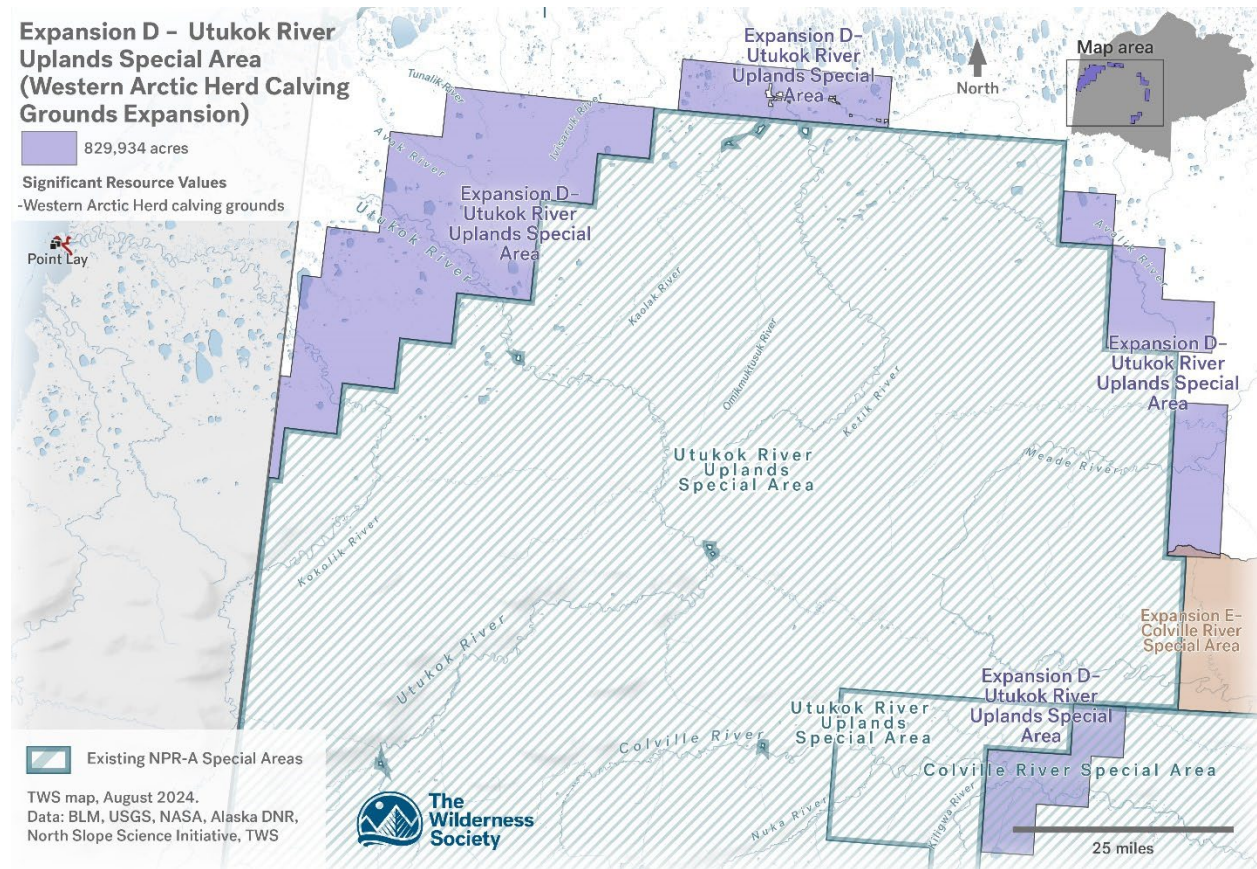 Expansion D – Utukok River
Uplands Special Area
(Western Arctic Herd Calving
Grounds Expansion)
829,934 acres
Significant Resource Values
-Western Arctic Herd calving grounds
Expansion D–
Utukok River
Uplands Special
Area
North
Map area
Tunalik River
Avak River
Ivisaruk River
Utukok River
Expansion D–
Utukok River
Uplands Special
Area
Point Lay
Avalik River
Kaolak River
Omikmuktusuk River
Ketik River
Expansion D–
Utukok River
Uplands Special
Area
Utukok River
Uplands
Special Area
Meade River
Kokolik River
Expansion E–
Colville River
Special Area
Utukok River
Expansion D–
Utukok River
Uplands Special
Area
Utukok River
Uplands
Special Area
Colville River
Colville River Special Area
Nuka River
Kiligwa River
Existing NPR-A Special Areas
TWS map, August 2024.
Data: BLM, USGS, NASA, Alaska DNR,
North Slope Science Initiative, TWS
The
Wilderness
Society
25 miles